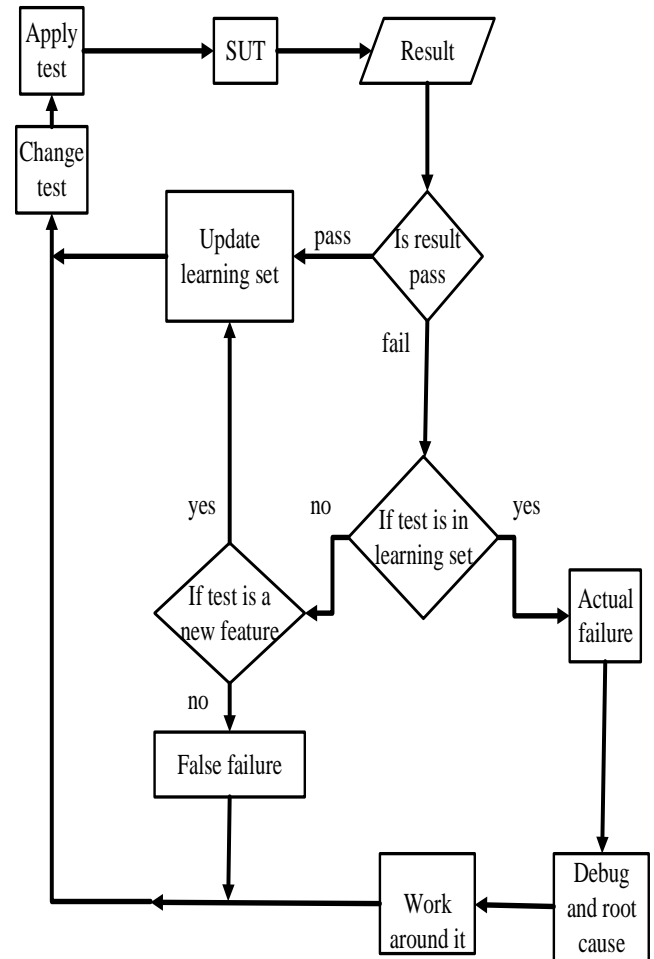 Apply
test
SUT
Result
Change
test
Update
learning set
pass
Is result
pass
fail
yes
no
If test is in
learning set
yes
If test is a
new feature
Actual
failure
no
False failure
Work
around it
Debug
and root
cause